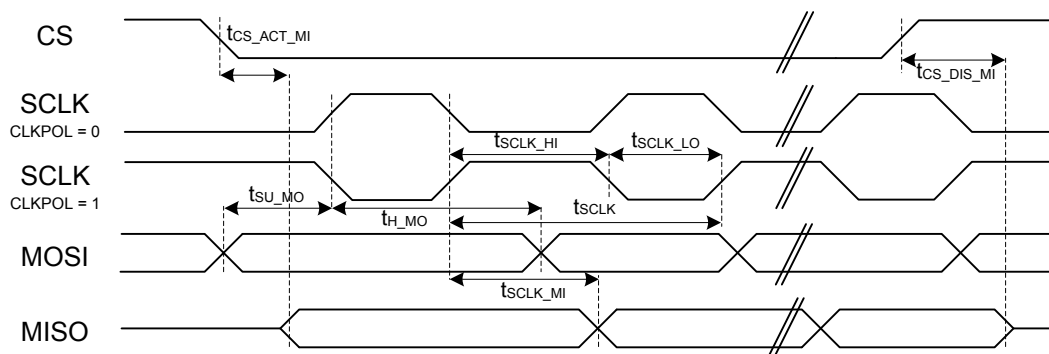 CS
tCS_ACT_MI
tCS_DIS_MI
SCLK
CLKPOL = 0
tSCLK_HI
tSCLK_LO
SCLK
CLKPOL = 1
tSU_MO
tH_MO
tSCLK
MOSI
tSCLK_MI
MISO